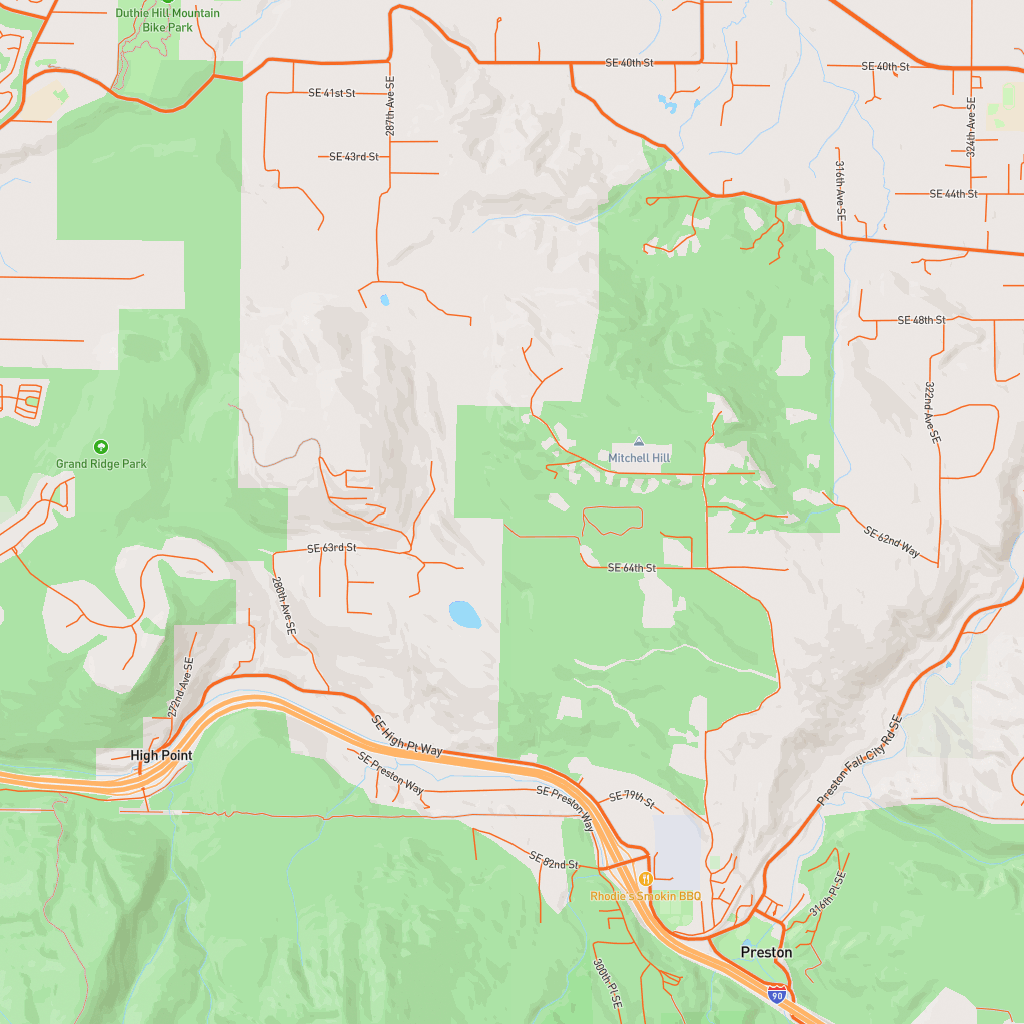 Duthie Hill Mountain
Bike Park
SE 40th St
SE 40th St
SE 41st St
287th Ave SE
324th Ave SE
SE 43rd St
316th Ave SE
SE 44th St
SE 48th St
322nd Ave SE
Grand Ridge Park
Mitchell Hill
SE 62nd Way
SE 63rd St
SE 64th St
280th Ave SE
272nd Ave SE
SE High Pt Way
High Point
SE Preston Way
Preston Fall City Rd SE
SE Preston Way
SE 79th St
SE 82nd St
Rhodie's Smokin BBQ
316th Pl SE
Preston
300th Pl SE
90